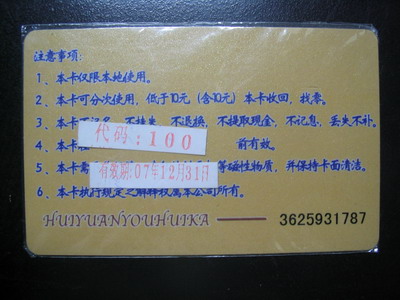 注意事项:
1、本卡仅限本地使用。
2、本卡可分次使用，低于10元（含10元）本卡收回，找零。
3、本卡 不挂失、不退换、不提取现金，不记息，丢失不补。
代码:100
4、本卡 前有效。
有效期:07年12月31日
5、本卡 等磁性物质，并保持卡面清洁。
6、本卡执行规定之解释权属本公司所有。
HUIYUANYOUHUIKA 3625931787